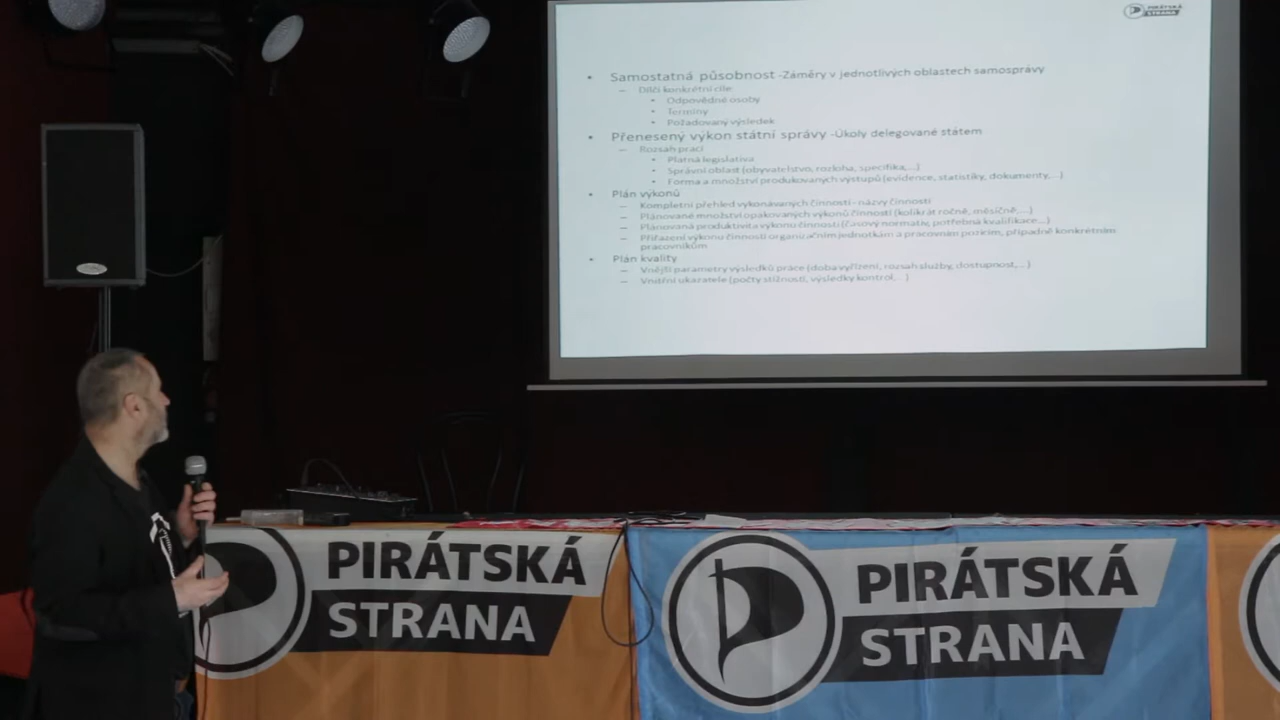 PIRÁTSKÁ
STRANA
• Samostatná působnost -Záměry v jednotlivých oblastech samosprávy
– Dílčí konkrétní cíle
• Odpovědné osoby
• Termíny
• Požadovaný výsledek
• Přenesený výkon státní správy -Úkoly delegované státem
– Rozsah prací
• Platná legislativa
• Správní oblast (obyvatelstvo, rozloha, specifika,...)
• Forma a množství produkovaných výstupů (evidence, statistiky, dokumenty,...)
• Plán výkonů
– Kompletní přehled vykonávaných činností - názvy činností
– Plánované množství opakovaných výkonů činností (kolikrát ročně, měsíčně,...)
– Plánovaná produktivita výkonu činností (časový normativ, potřebná kvalifikace...)
– Přiřazení výkonu činností organizačním jednotkám a pracovním pozicím, případně konkrétním
pracovníkům
• Plán kvality
– Vnější parametry výsledků práce (doba vyřízení, rozsah služby, dostupnost,...)
– Vnitřní ukazatele (počty stížností, výsledky kontrol,...)
PIRÁTSKÁ
STRANA
PIRÁTSKÁ
STRANA